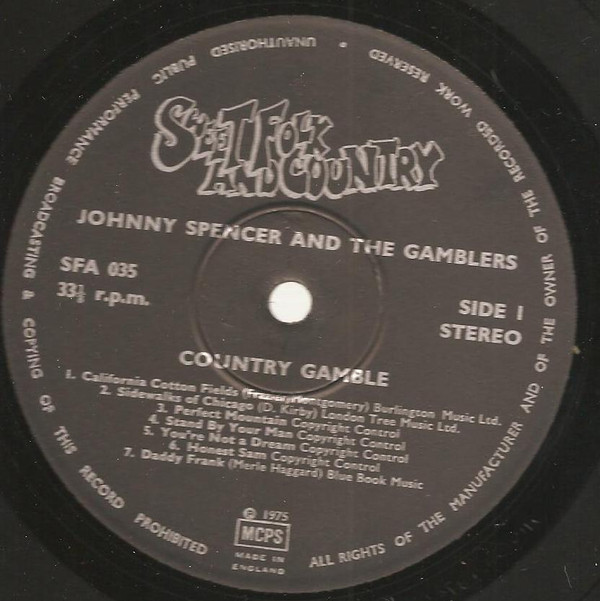 ALL RIGHTS OF THE MANUFACTURER AND OF THE OWNER OF THE RECORDED WORK RESERVED • UNAUTHORISED PUBLIC PERFORMANCE BROADCASTING & COPYING OF THIS RECORD PROHIBITED
SWEET FOLK
AND COUNTRY
JOHNNY SPENCER AND THE GAMBLERS
SFA 035
33⅓ r.p.m.
SIDE 1
STEREO
COUNTRY GAMBLE
1. California Cotton Fields Burlington Music Ltd.
2. Sidewalks of Chicago (D. Kirby) London Tree Music Ltd.
3. Perfect Mountain Copyright Control
4. Stand By Your Man Copyright Control
5. You're Not a Dream Copyright Control
6. Honest Sam Copyright Control
7. Daddy Frank (Merle Haggard) Blue Book Music
℗ 1975
MCPS
MADE IN
ENGLAND